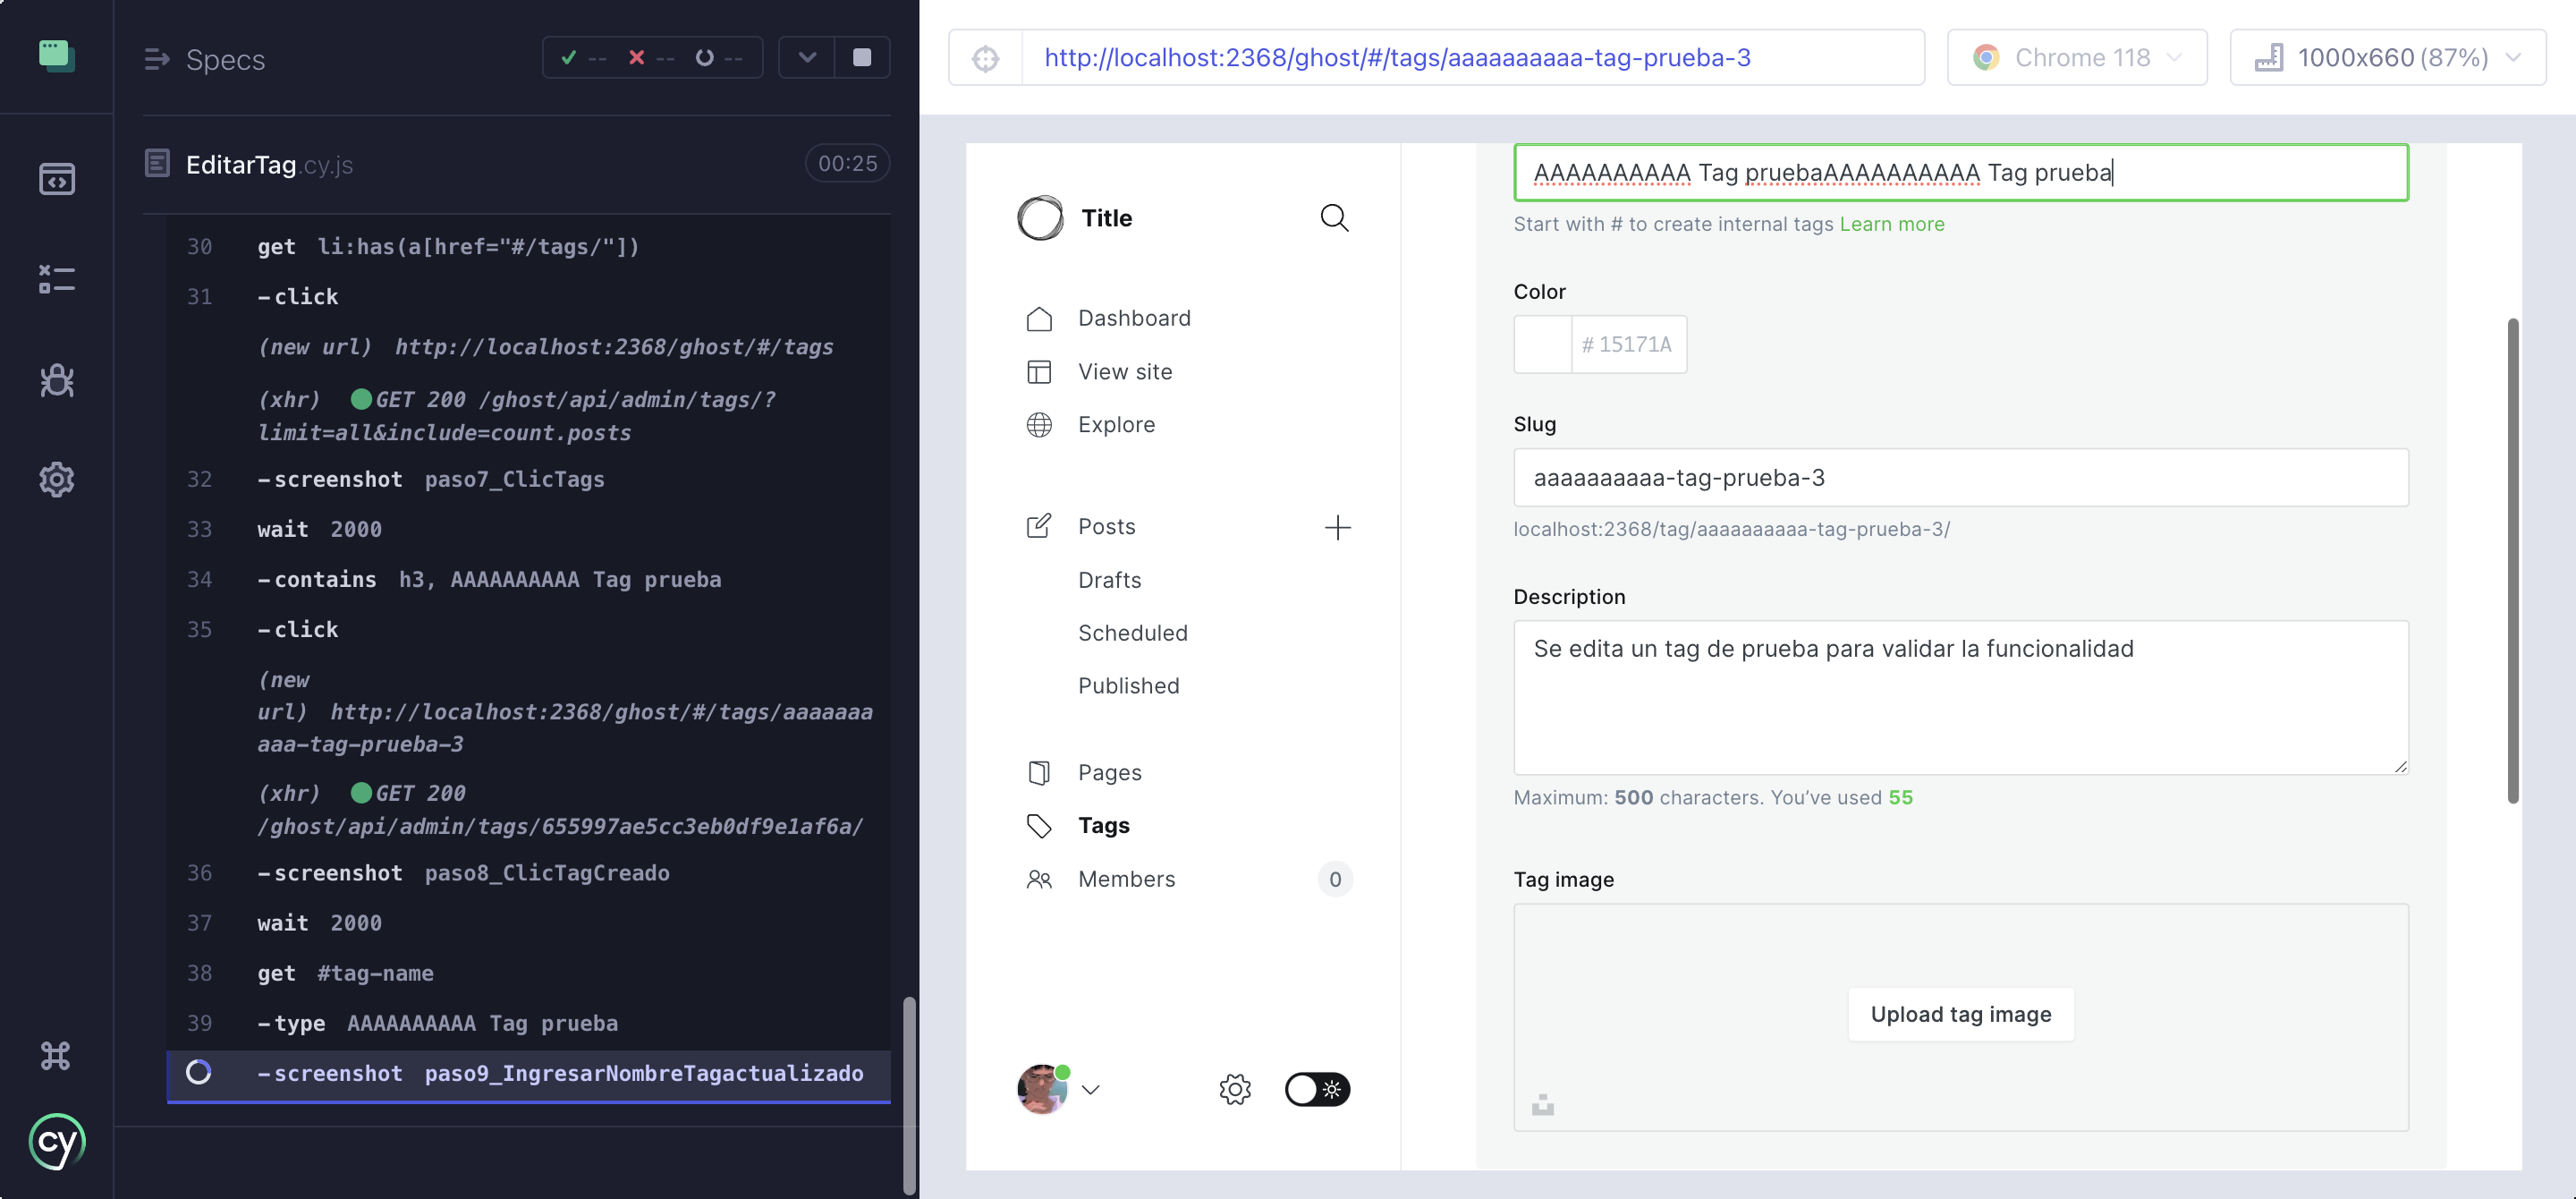 Specs
-- -- --
EditarTag.cy.js
00:25
30 get li:has(a[href="#/tags/"])
31 -click
(new url) http://localhost:2368/ghost/#/tags
(xhr) GET 200 /ghost/api/admin/tags/?
limit=all&include=count.posts
32 -screenshot paso7_ClicTags
33 wait 2000
34 -contains h3, AAAAAAAAAA Tag prueba
35 -click
(new
url) http://localhost:2368/ghost/#/tags/aaaaaaa
aaa-tag-prueba-3
(xhr) GET 200
/ghost/api/admin/tags/655997ae5cc3eb0df9e1af6a/
36 -screenshot paso8_ClicTagCreado
37 wait 2000
38 get #tag-name
39 -type AAAAAAAAAA Tag prueba
-screenshot paso9_IngresarNombreTagactualizado
cy
http://localhost:2368/ghost/#/tags/aaaaaaaaaa-tag-prueba-3
Chrome 118
1000x660 (87%)
Title
Dashboard
View site
Explore
Posts
Drafts
Scheduled
Published
Pages
Tags
Members 0
AAAAAAAAAA Tag pruebaAAAAAAAAAA Tag prueba
Start with # to create internal tags Learn more
Color
# 15171A
Slug
aaaaaaaaaa-tag-prueba-3
localhost:2368/tag/aaaaaaaaaa-tag-prueba-3/
Description
Se edita un tag de prueba para validar la funcionalidad
Maximum: 500 characters. You’ve used 55
Tag image
Upload tag image